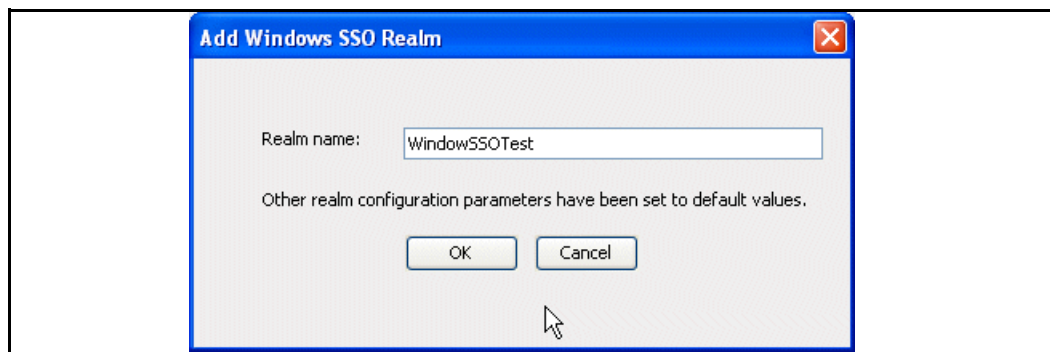 Add Windows SSO Realm
Realm name: WindowSSOTest
Other realm configuration parameters have been set to default values.
OK Cancel